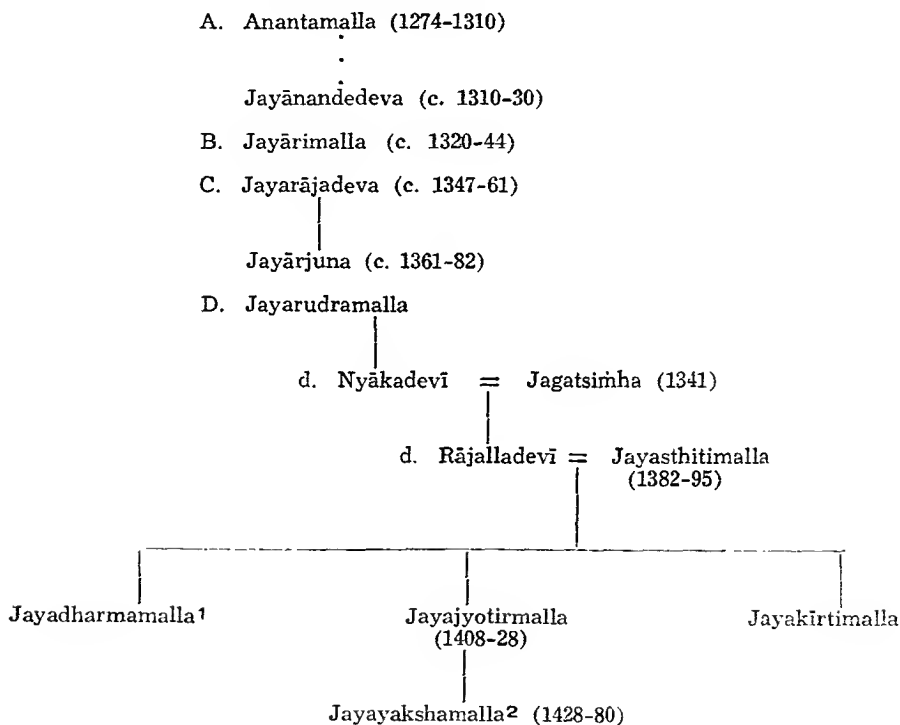 A. Anantamalla (1274-1310)
Jayānandedeva (c. 1310-30)
B. Jayārimalla (c. 1320-44)
C. Jayarājadeva (c. 1347-61)
Jayārjuna (c. 1361-82)
D. Jayarudramalla
d. Nyākadevī = Jagatsiṁha (1341)
d. Rājalladevī = Jayasthitimalla
(1382-95)
Jayadharmamalla¹ Jayajyotirmalla Jayakīrtimalla
(1408-28)
Jayayakshamalla² (1428-80)